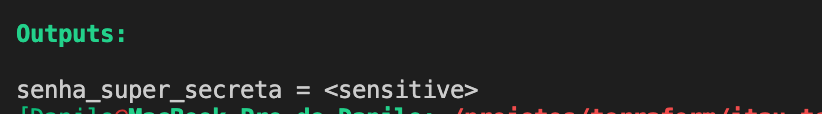 Outputs:
senha_super_secreta = <sensitive>